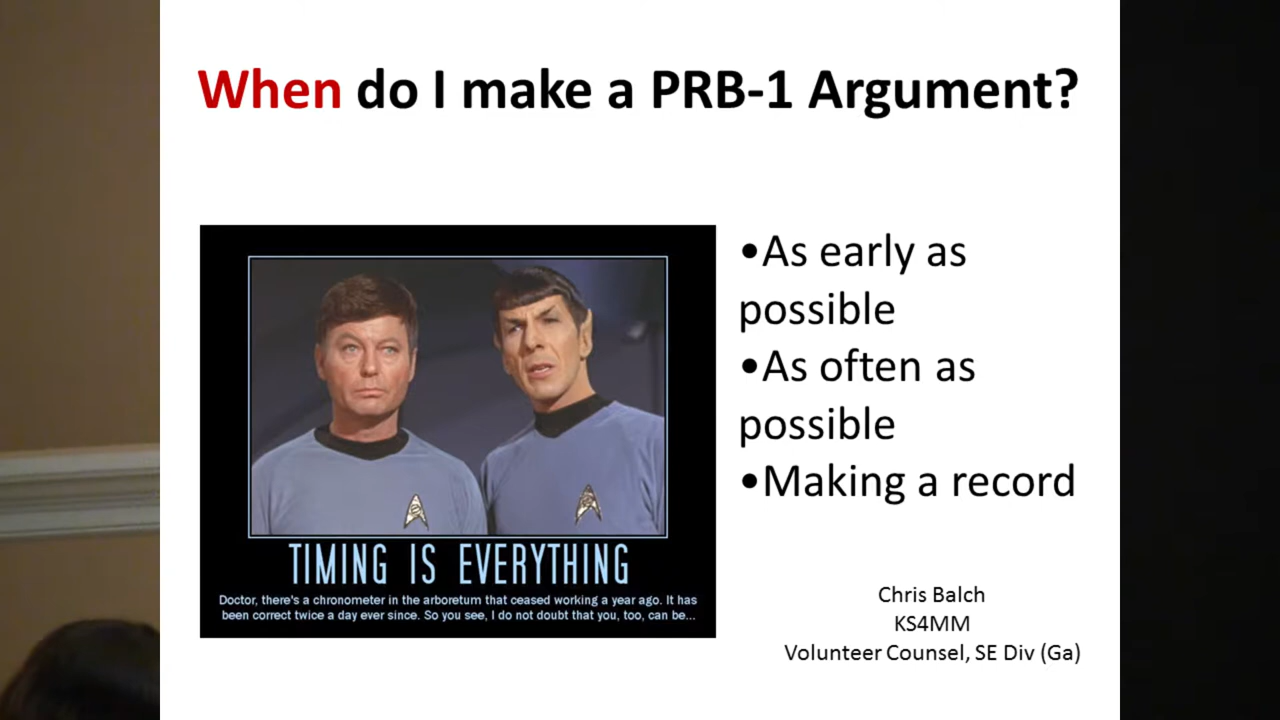 When do I make a PRB-1 Argument?
•As early as
possible
•As often as
possible
•Making a record
TIMING IS EVERYTHING
Doctor, there's a chronometer in the arboretum that ceased working a year ago. It has
been correct twice a day ever since. So you see, I do not doubt that you, too, can be...
Chris Balch
KS4MM
Volunteer Counsel, SE Div (Ga)